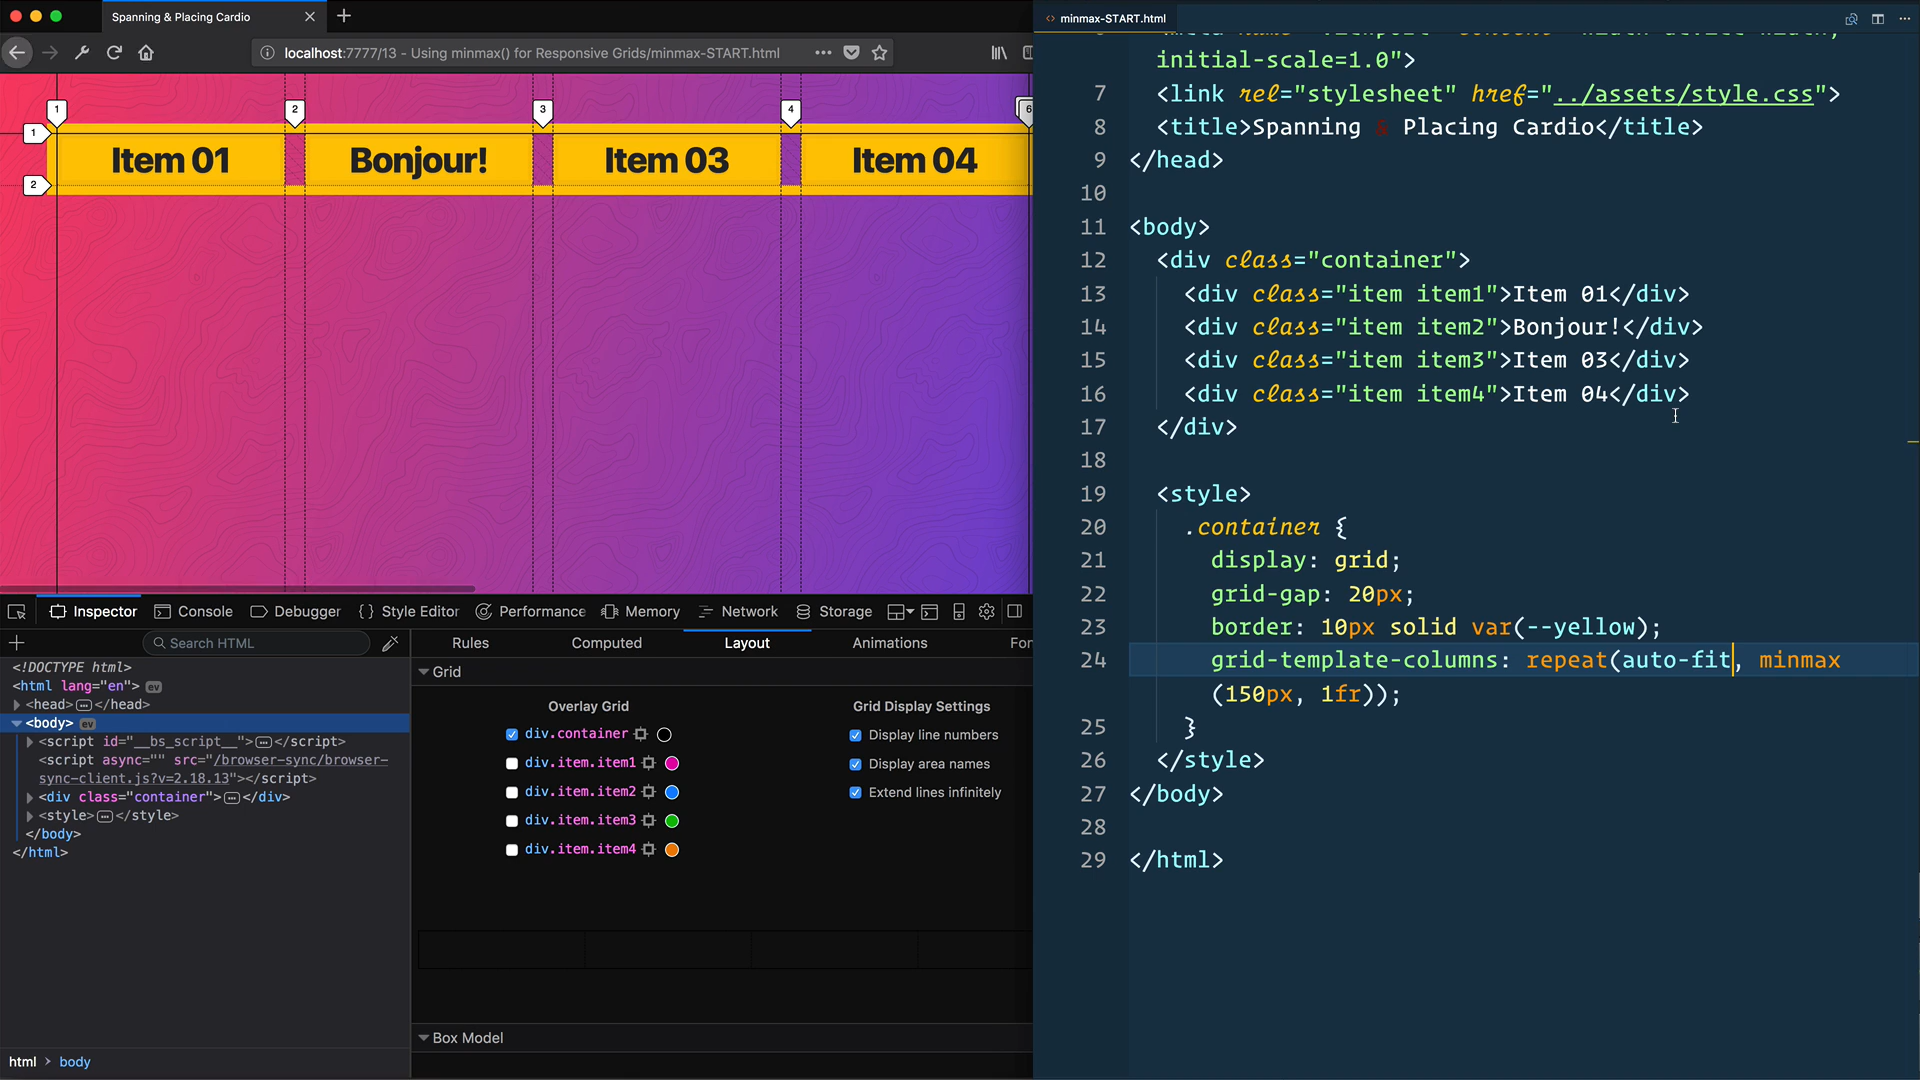 Spanning & Placing Cardio
localhost:7777/13 - Using minmax() for Responsive Grids/minmax-START.html
1
2
3
4
6
1
Item 01
Bonjour!
Item 03
Item 04
2
Inspector
Console
Debugger
Style Editor
Performance
Memory
Network
Storage
Search HTML
<!DOCTYPE html>
<html lang="en"> ev
<head></head>
<body> ev
<script id="__bs_script__"></script>
<script async="" src="/browser-sync/browser-
sync-client.js?v=2.18.13"></script>
<div class="container"></div>
<style></style>
</body>
</html>
html
body
Rules
Computed
Layout
Animations
Fo
Grid
Overlay Grid
div.container
div.item.item1
div.item.item2
div.item.item3
div.item.item4
Grid Display Settings
Display line numbers
Display area names
Extend lines infinitely
Box Model
minmax-START.html
initial-scale=1.0">
7 <link rel="stylesheet" href="../assets/style.css">
8 <title>Spanning & Placing Cardio</title>
9 </head>
10
11 <body>
12 <div class="container">
13 <div class="item item1">Item 01</div>
14 <div class="item item2">Bonjour!</div>
15 <div class="item item3">Item 03</div>
16 <div class="item item4">Item 04</div>
17 </div>
18
19 <style>
20 .container {
21 display: grid;
22 grid-gap: 20px;
23 border: 10px solid var(--yellow);
24 grid-template-columns: repeat(auto-fit, minmax
(150px, 1fr));
25 }
26 </style>
27 </body>
28
29 </html>